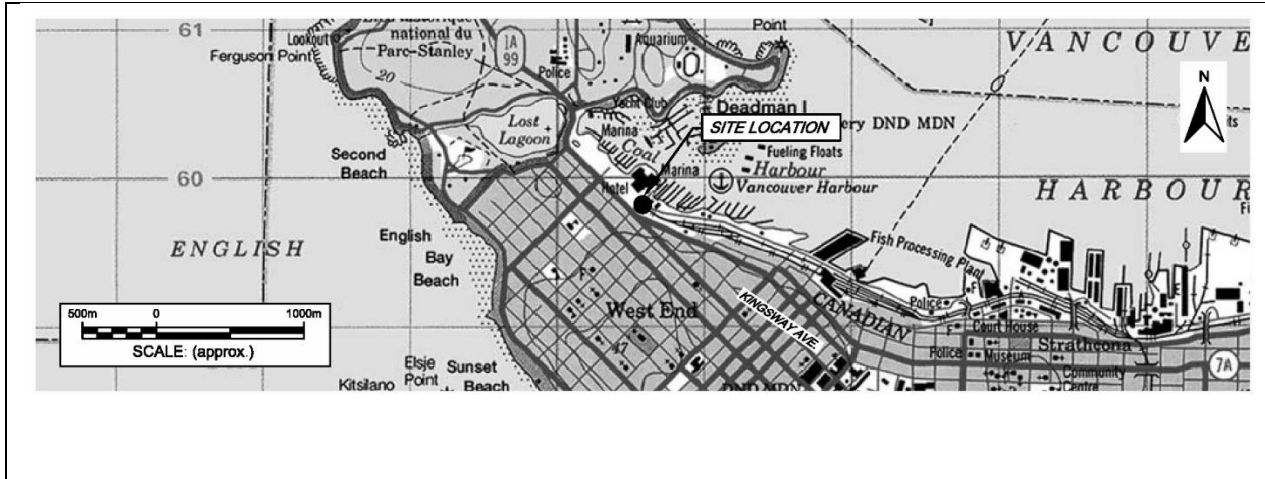 61
Lookout
Ferguson Point
national du
Parc-Stanley
20
1A
99
Police
Aquarium
Point
VANCOUVE
N
Yacht Club
Deadman I
Lost
Lagoon
Marina
Coal
SITE LOCATION
ery DND MDN
Fueling Floats
Harbour
Second
Beach
60
Hotel
Marina
Vancouver Harbour
HARBOUR
ENGLISH
English
Bay
Beach
F
Fish Processing Plant
500m 0 1000m
SCALE: (approx.)
West End
KINGSWAY AVE.
CANADIAN
Police
F
F
E
Court House
Strathcona
47
Police
Museum
Community
Centre
7A
Kitsilano
Elsje
Point
Sunset
Beach
DND MDN